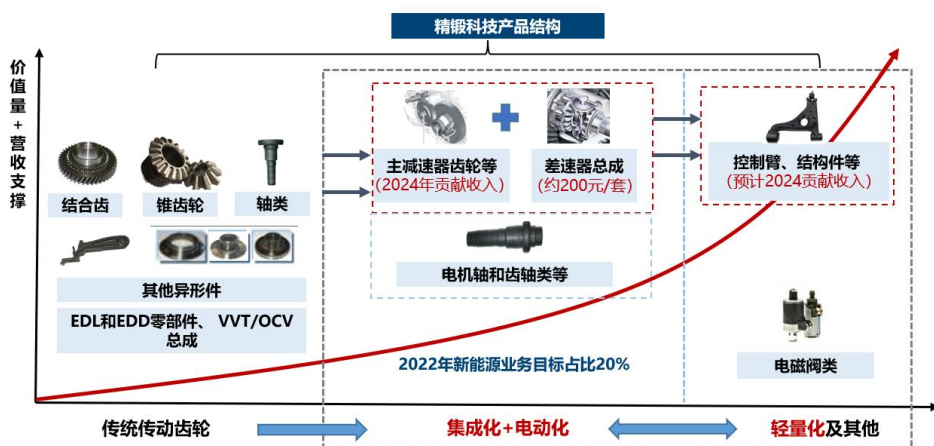 精锻科技产品结构
价值量+营收支撑
结合齿
锥齿轮
轴类
其他异形件
EDL和EDD零部件、 VVT/OCV
总成
主减速器齿轮等
(2024年贡献收入)
差速器总成
(约200元/套)
电机轴和齿轴类等
2022年新能源业务目标占比20%
控制臂、结构件等
(预计2024贡献收入)
电磁阀类
传统传动齿轮
集成化+电动化
轻量化及其他